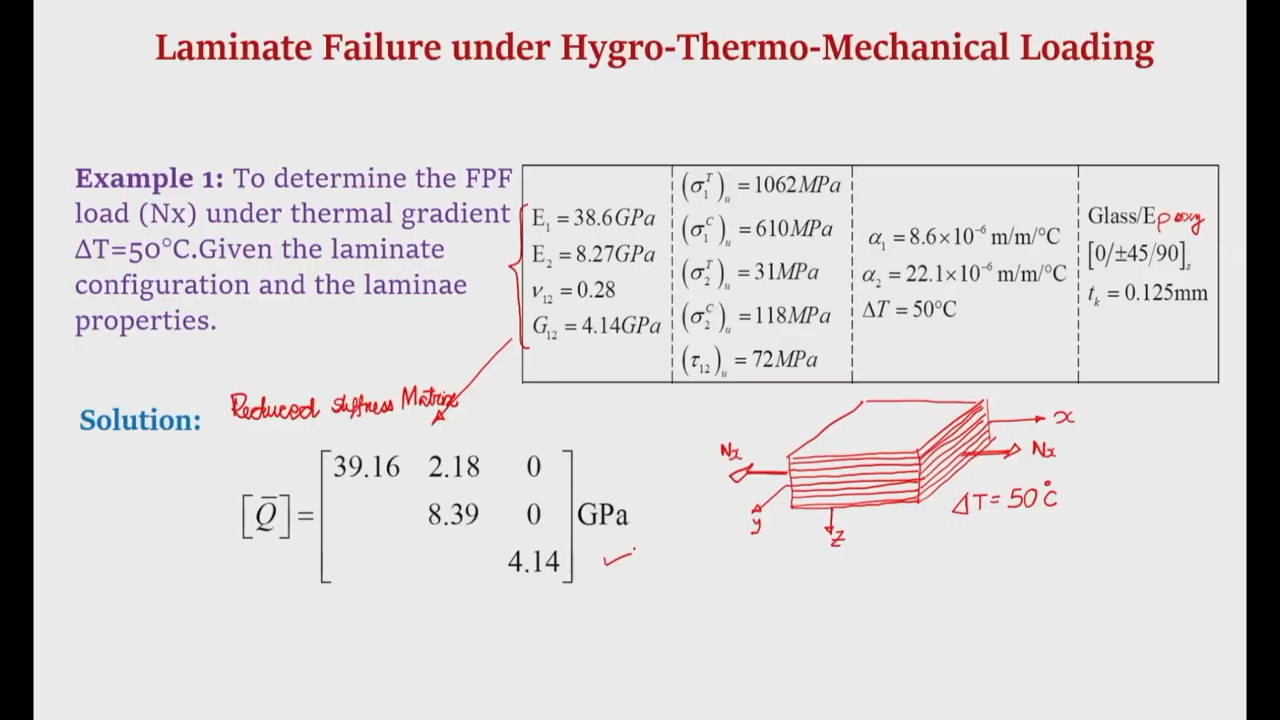 Laminate Failure under Hygro-Thermo-Mechanical Loading
Example 1: To determine the FPF
load (Nx) under thermal gradient
ΔT=50°C.Given the laminate
configuration and the laminae
properties.
E₁ = 38.6GPa
E₂ = 8.27GPa
ν₁₂ = 0.28
G₁₂ = 4.14GPa
(σ₁ᵀ)ᵤ = 1062MPa
(σ₁ᶜ)ᵤ = 610MPa
(σ₂ᵀ)ᵤ = 31MPa
(σ₂ᶜ)ᵤ = 118MPa
(τ₁₂)ᵤ = 72MPa
α₁ = 8.6×10⁻⁶ m/m/°C
α₂ = 22.1×10⁻⁶ m/m/°C
ΔT = 50°C
Glass/Epoxy
[0/±45/90]ₛ
tₖ = 0.125mm
Solution:
Reduced stiffness Matrix
[Q̄] = [39.16 2.18 0
8.39 0
4.14] GPa
Nx
x
Nx
y
z
ΔT = 50°C